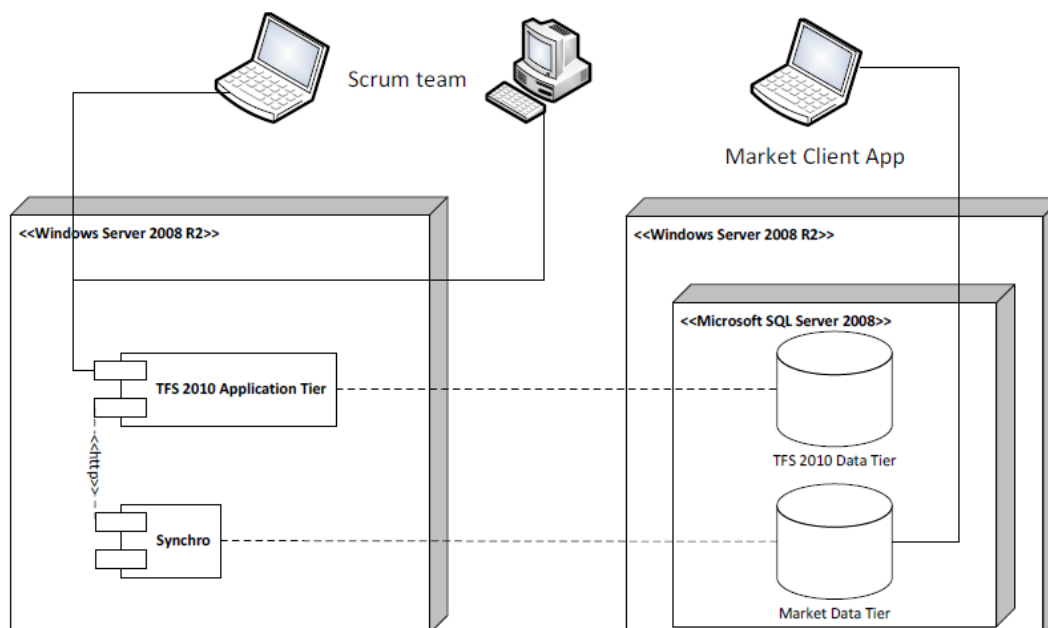 Scrum team
Market Client App
<<Windows Server 2008 R2>>
<<Windows Server 2008 R2>>
<<Microsoft SQL Server 2008>>
TFS 2010 Application Tier
TFS 2010 Data Tier
<<http>>
Synchro
Market Data Tier